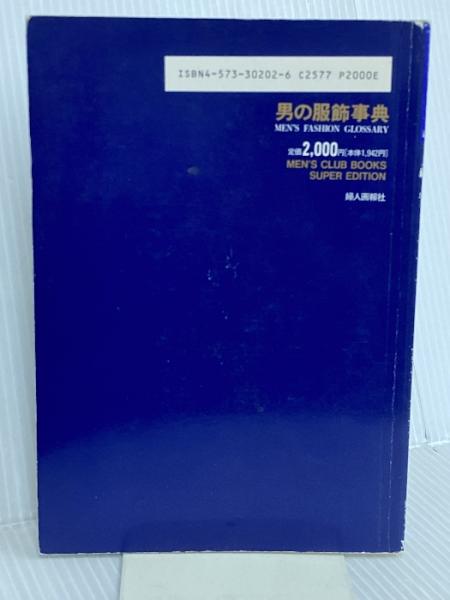 ISBN4-573-30202-6 C2577 P2000E
男の服飾事典
MEN'S FASHION GLOSSARY
定価2,000円[本体1,942円]
MEN'S CLUB BOOKS
SUPER EDITION
婦人画報社